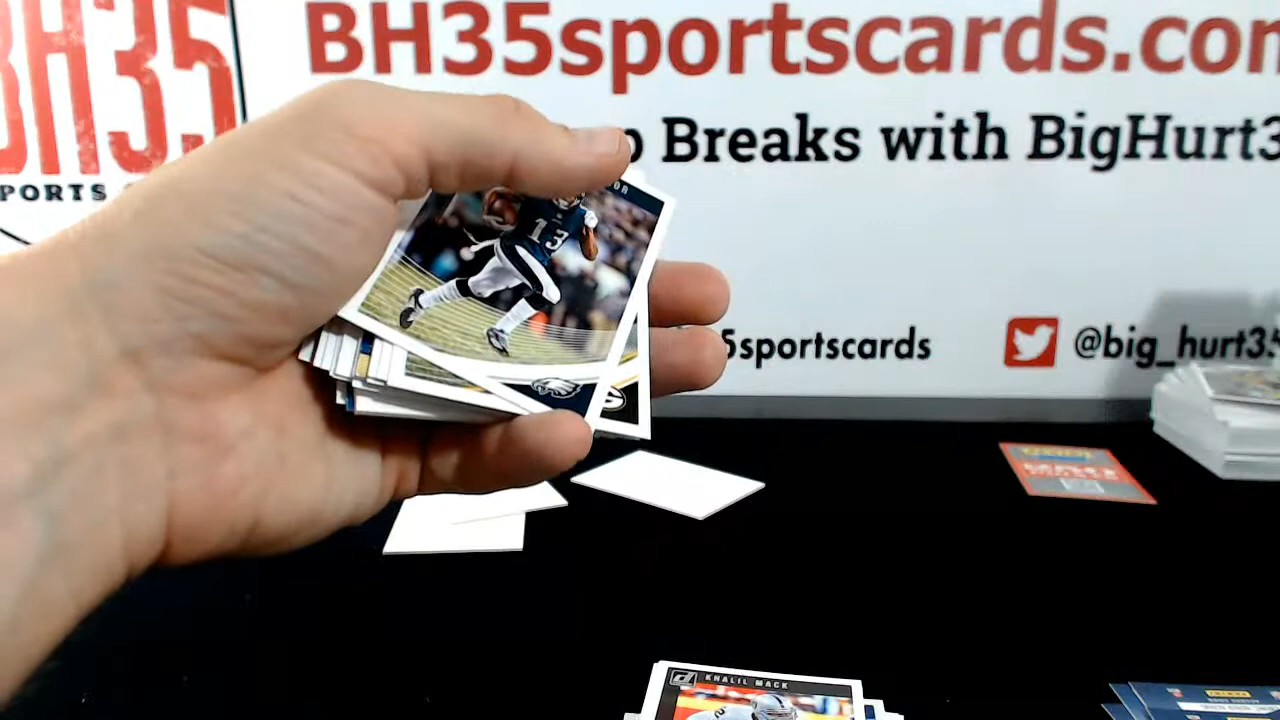 BH35
PORTS
BH35sportscards.com
Breaks with BigHurt3
5sportscards
@big_hurt35
13
G
KHALIL MACK